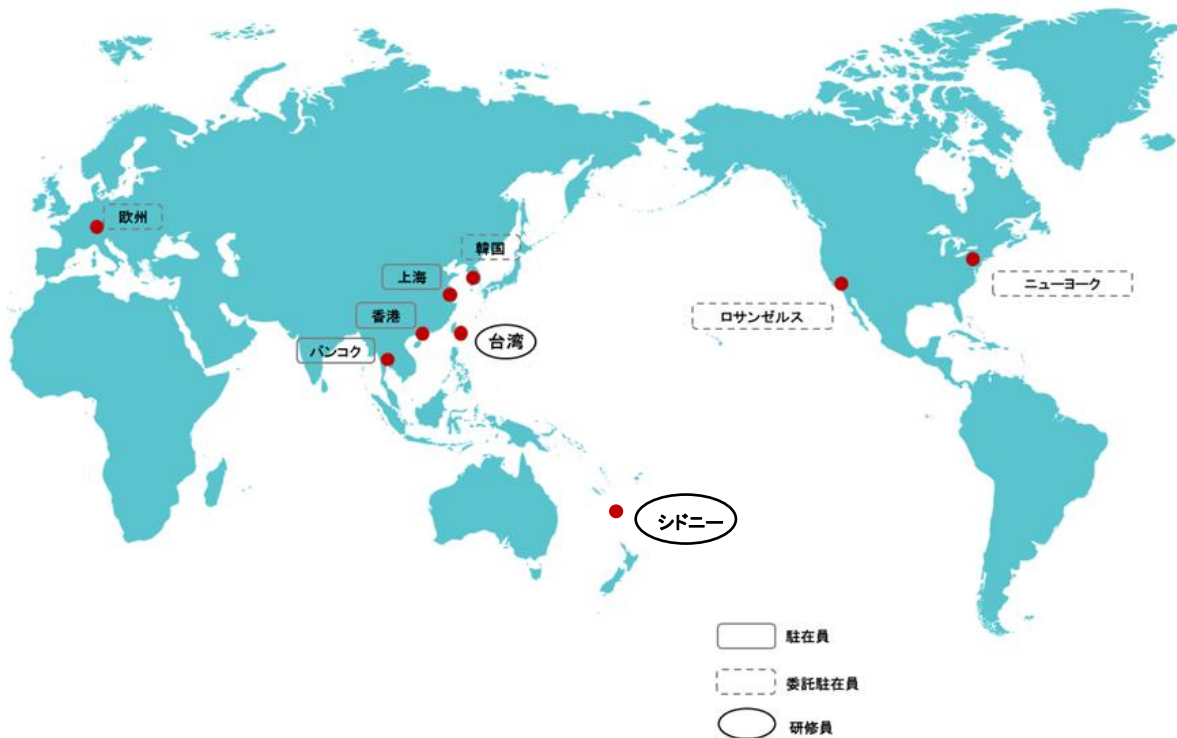 欧州
韓国
上海
香港
台湾
バンコク
ニューヨーク
ロサンゼルス
シドニー
駐在員
委託駐在員
研修員